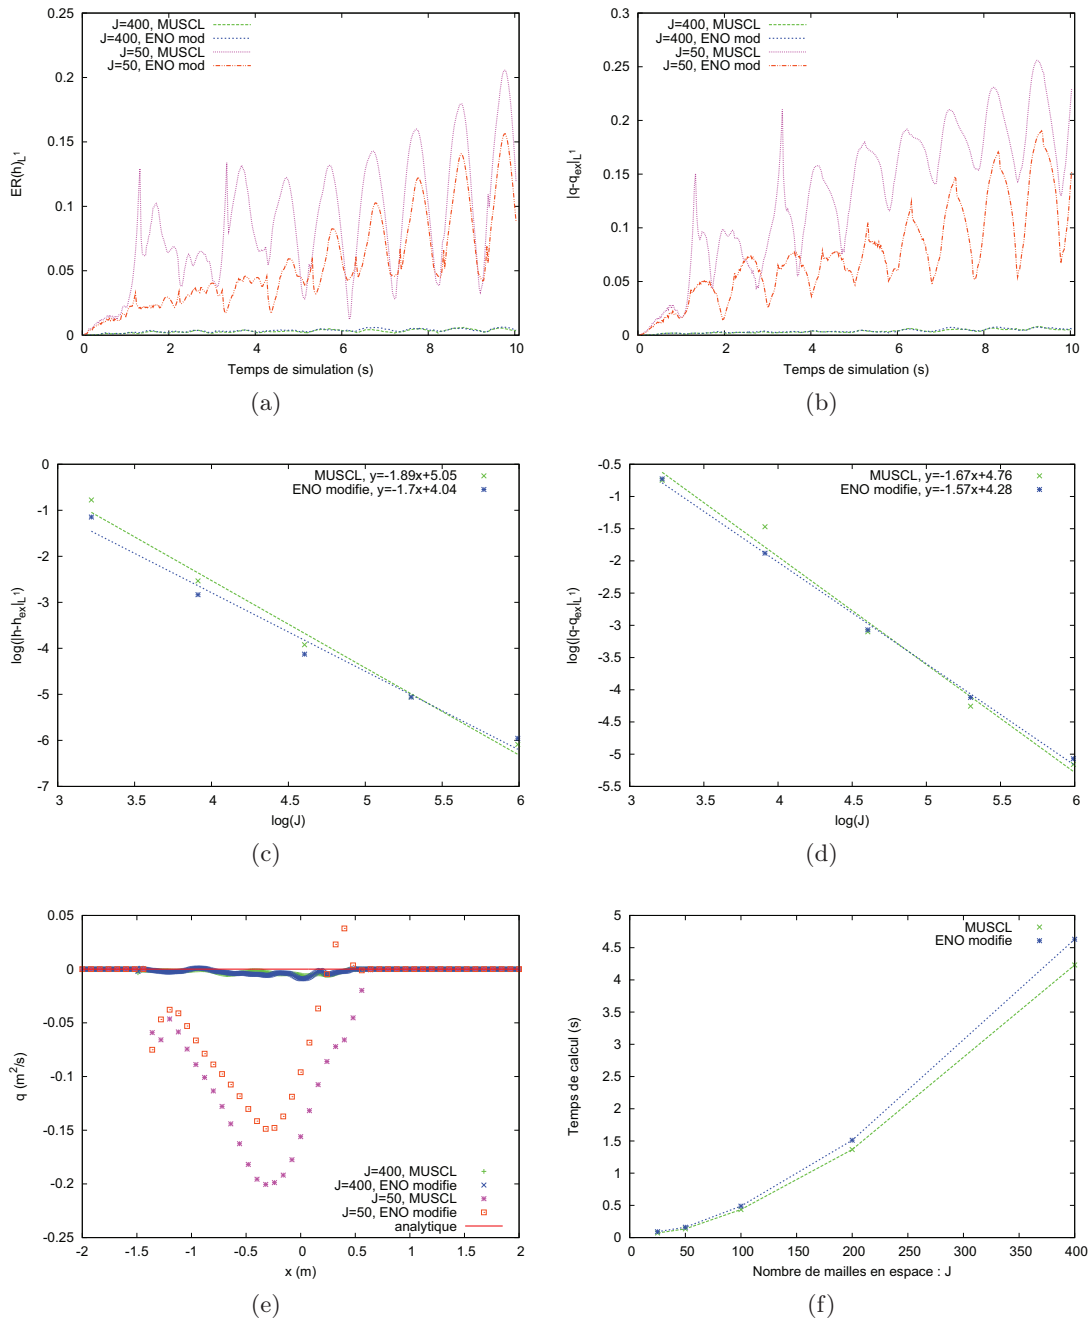 J=400, MUSCL
J=400, ENO mod
J=50, MUSCL
J=50, ENO mod
0.25
0.2
0.15
0.1
0.05
0
ER(h)_L¹
0 2 4 6 8 10
Temps de simulation (s)
(a)
J=400, MUSCL
J=400, ENO mod
J=50, MUSCL
J=50, ENO mod
0.3
0.25
0.2
0.15
0.1
0.05
0
|q-q_ex|_L¹
0 2 4 6 8 10
Temps de simulation (s)
(b)
MUSCL, y=-1.89x+5.05
ENO modifie, y=-1.7x+4.04
0
-1
-2
-3
-4
-5
-6
-7
log(|h-h_ex|_L¹)
3 3.5 4 4.5 5 5.5 6
log(J)
(c)
MUSCL, y=-1.67x+4.76
ENO modifie, y=-1.57x+4.28
-0.5
-1
-1.5
-2
-2.5
-3
-3.5
-4
-4.5
-5
-5.5
log(|q-q_ex|_L¹)
3 3.5 4 4.5 5 5.5 6
log(J)
(d)
0.05
0
-0.05
-0.1
-0.15
-0.2
-0.25
q (m²/s)
J=400, MUSCL
J=400, ENO modifie
J=50, MUSCL
J=50, ENO modifie
analytique
-2 -1.5 -1 -0.5 0 0.5 1 1.5 2
x (m)
(e)
MUSCL
ENO modifie
5
4.5
4
3.5
3
2.5
2
1.5
1
0.5
0
Temps de calcul (s)
0 50 100 150 200 250 300 350 400
Nombre de mailles en espace : J
(f)